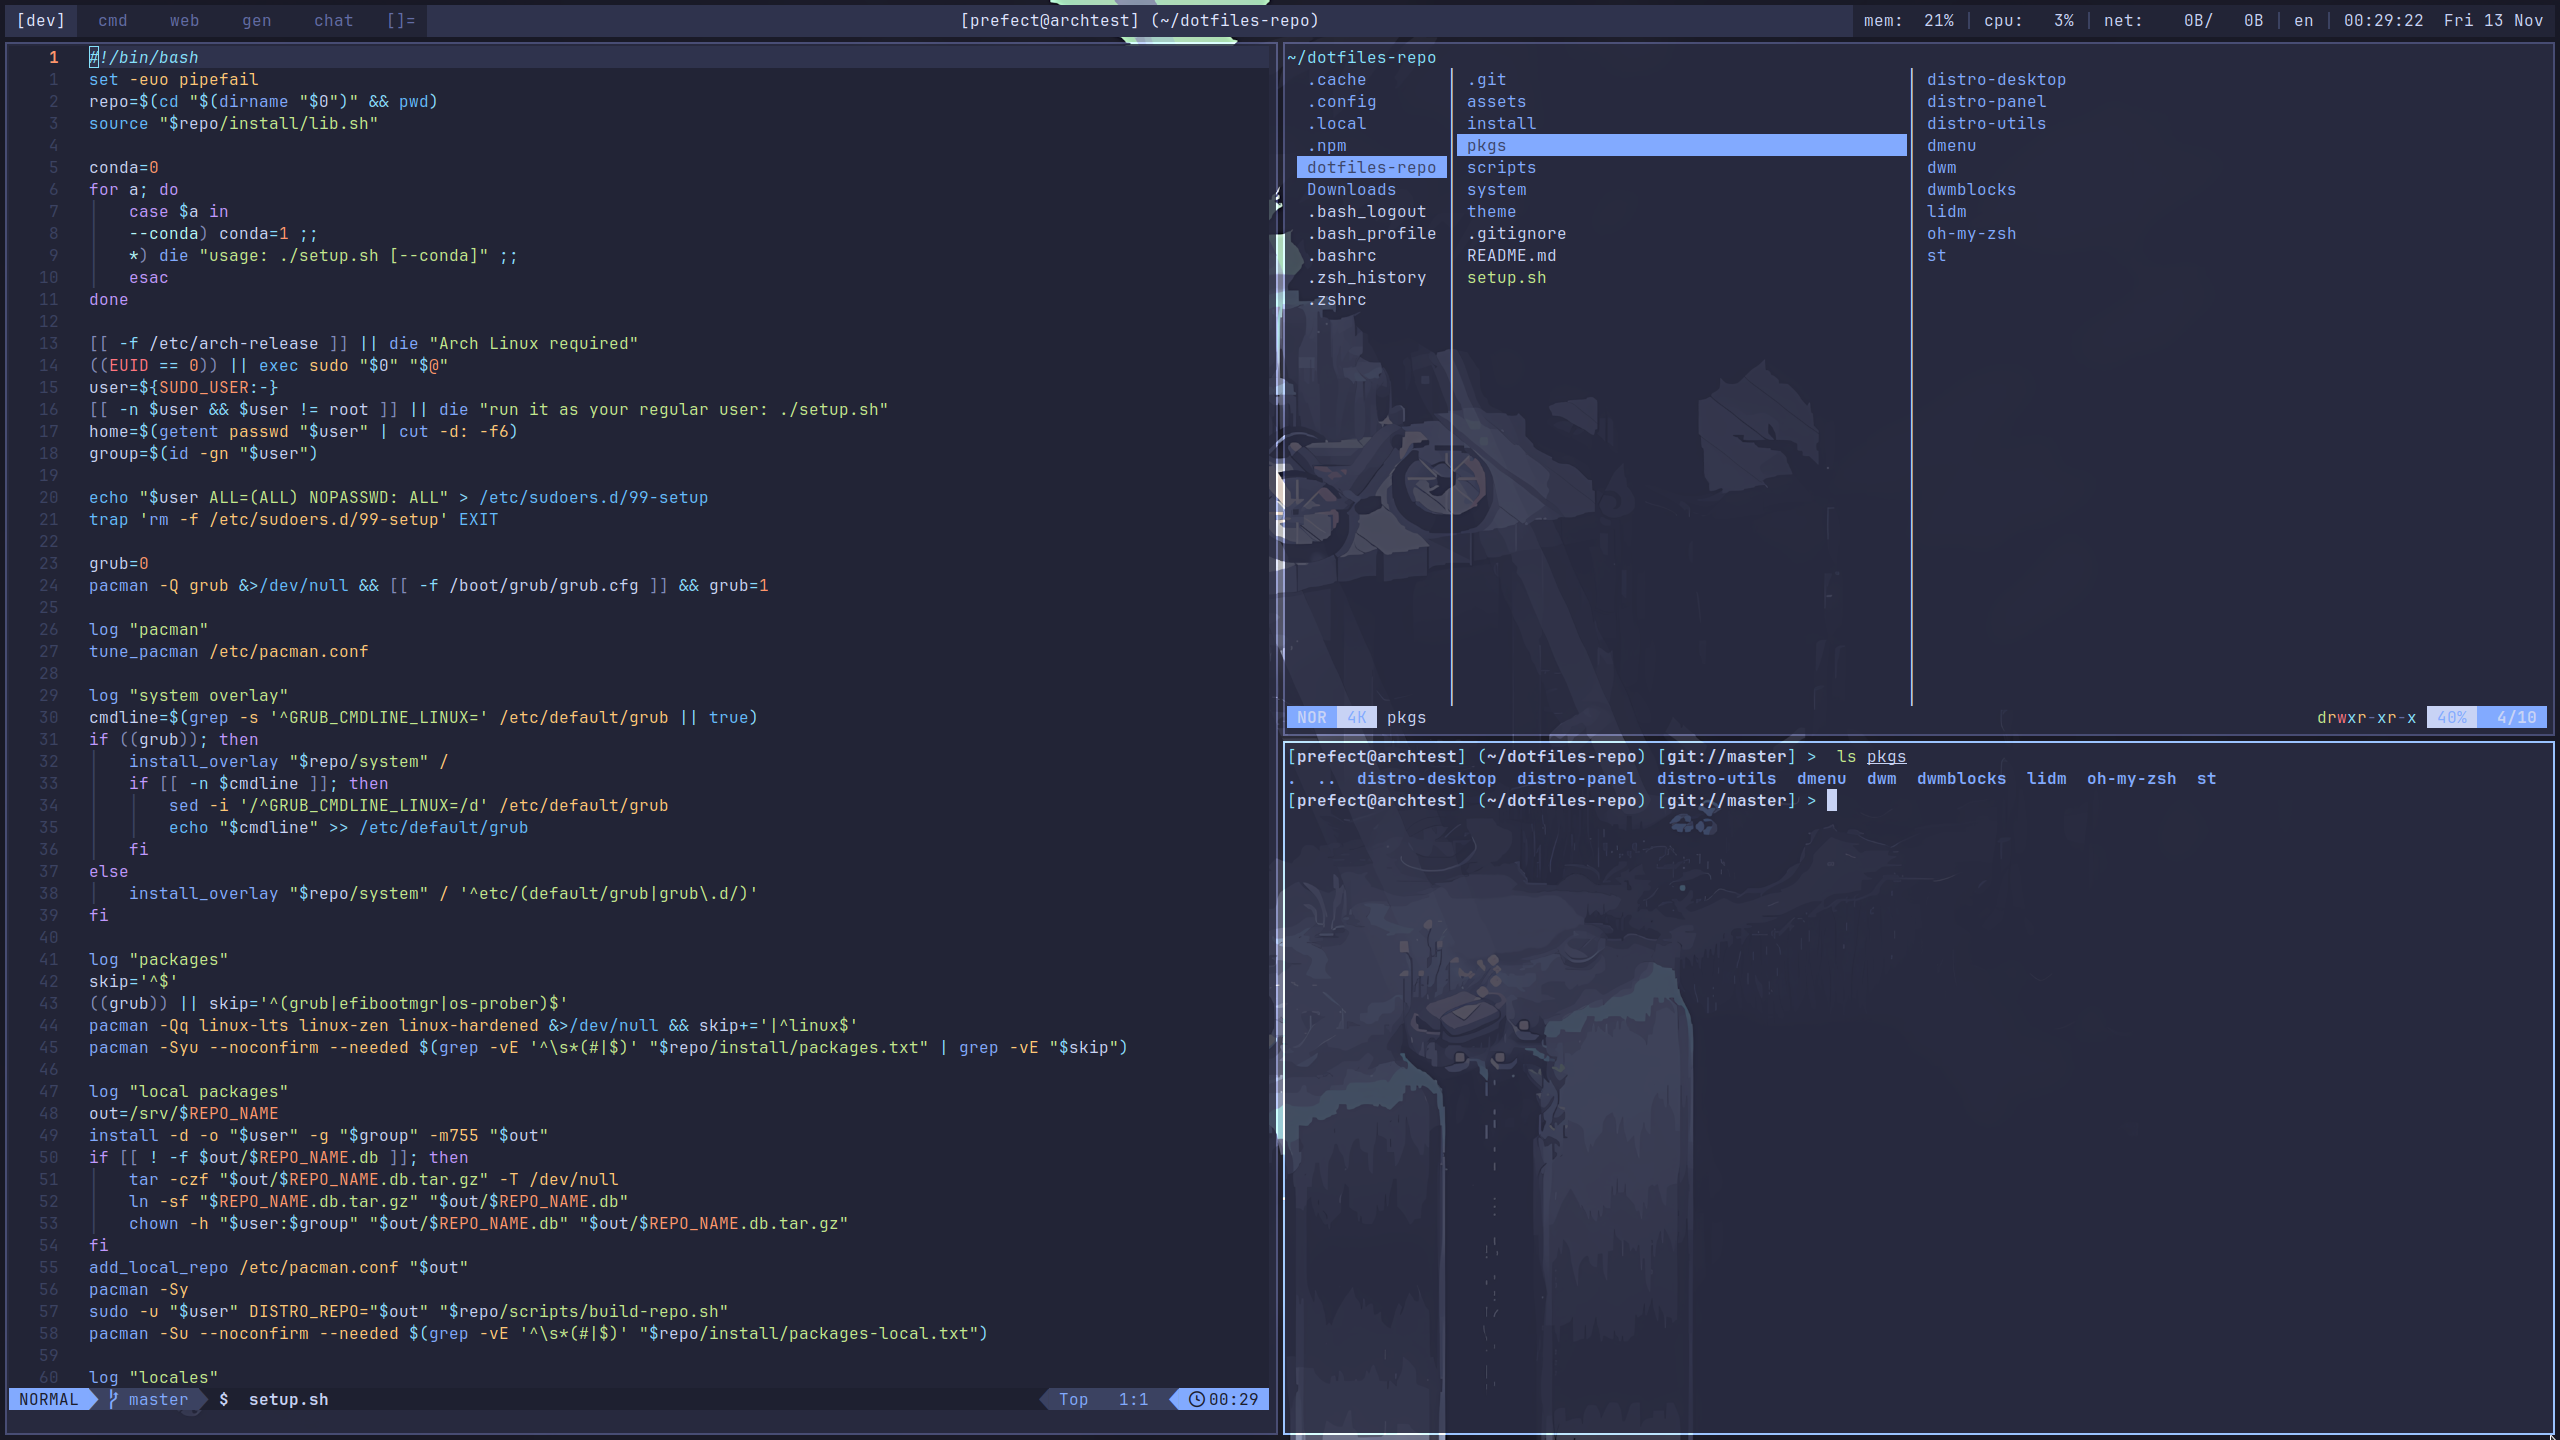 [dev] cmd web gen chat []= [prefect@archtest] (~/dotfiles-repo) mem: 21% | cpu: 3% | net: 0B/ 0B | en | 00:29:22 Fri 13 Nov
1 #!/bin/bash
1 set -euo pipefail
2 repo=$(cd "$(dirname "$0")" && pwd)
3 source "$repo/install/lib.sh"
4
5 conda=0
6 for a; do
7 case $a in
8 --conda) conda=1 ;;
9 *) die "usage: ./setup.sh [--conda]" ;;
10 esac
11 done
12
13 [[ -f /etc/arch-release ]] || die "Arch Linux required"
14 ((EUID == 0)) || exec sudo "$0" "$@"
15 user=${SUDO_USER:-}
16 [[ -n $user && $user != root ]] || die "run it as your regular user: ./setup.sh"
17 home=$(getent passwd "$user" | cut -d: -f6)
18 group=$(id -gn "$user")
19
20 echo "$user ALL=(ALL) NOPASSWD: ALL" > /etc/sudoers.d/99-setup
21 trap 'rm -f /etc/sudoers.d/99-setup' EXIT
22
23 grub=0
24 pacman -Q grub &>/dev/null && [[ -f /boot/grub/grub.cfg ]] && grub=1
25
26 log "pacman"
27 tune_pacman /etc/pacman.conf
28
29 log "system overlay"
30 cmdline=$(grep -s '^GRUB_CMDLINE_LINUX=' /etc/default/grub || true)
31 if ((grub)); then
32 install_overlay "$repo/system" /
33 if [[ -n $cmdline ]]; then
34 sed -i '/^GRUB_CMDLINE_LINUX=/d' /etc/default/grub
35 echo "$cmdline" >> /etc/default/grub
36 fi
37 else
38 install_overlay "$repo/system" / '^etc/(default/grub|grub\.d/)'
39 fi
40
41 log "packages"
42 skip='^$'
43 ((grub)) || skip='^(grub|efibootmgr|os-prober)$'
44 pacman -Qq linux-lts linux-zen linux-hardened &>/dev/null && skip+='|^linux$'
45 pacman -Syu --noconfirm --needed $(grep -vE '^\s*(#|$)' "$repo/install/packages.txt" | grep -vE "$skip")
46
47 log "local packages"
48 out=/srv/$REPO_NAME
49 install -d -o "$user" -g "$group" -m755 "$out"
50 if [[ ! -f $out/$REPO_NAME.db ]]; then
51 tar -czf "$out/$REPO_NAME.db.tar.gz" -T /dev/null
52 ln -sf "$REPO_NAME.db.tar.gz" "$out/$REPO_NAME.db"
53 chown -h "$user:$group" "$out/$REPO_NAME.db" "$out/$REPO_NAME.db.tar.gz"
54 fi
55 add_local_repo /etc/pacman.conf "$out"
56 pacman -Sy
57 sudo -u "$user" DISTRO_REPO="$out" "$repo/scripts/build-repo.sh"
58 pacman -Su --noconfirm --needed $(grep -vE '^\s*(#|$)' "$repo/install/packages-local.txt")
59
60 log "locales"
NORMAL master $ setup.sh Top 1:1 00:29
~/dotfiles-repo
.cache .git distro-desktop
.config assets distro-panel
.local install distro-utils
.npm pkgs dmenu
dotfiles-repo scripts dwm
Downloads system dwmblocks
.bash_logout theme lidm
.bash_profile .gitignore oh-my-zsh
.bashrc README.md st
.zsh_history setup.sh
.zshrc
NOR 4K pkgs drwxr-xr-x 40% 4/10
[prefect@archtest] (~/dotfiles-repo) [git://master] > ls pkgs
. .. distro-desktop distro-panel distro-utils dmenu dwm dwmblocks lidm oh-my-zsh st
[prefect@archtest] (~/dotfiles-repo) [git://master] >